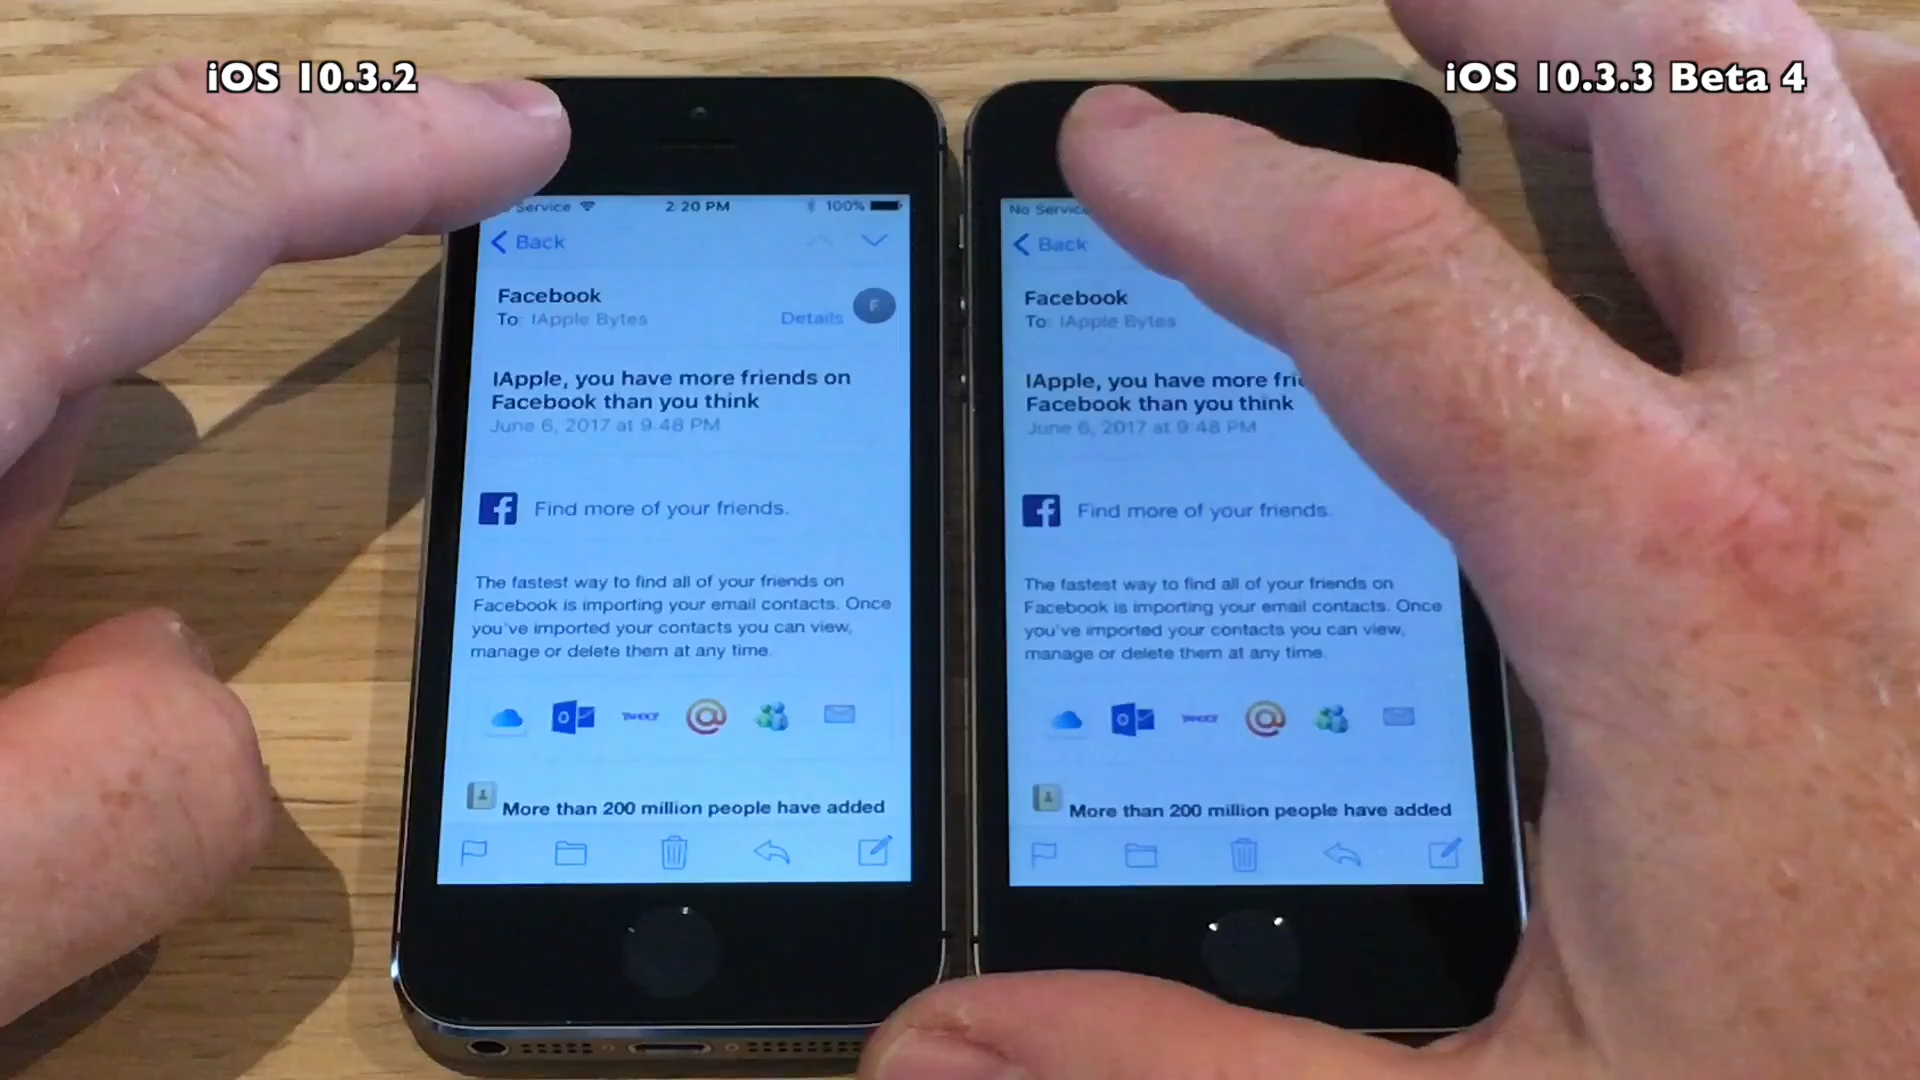 iOS 10.3.2
iOS 10.3.3 Beta 4
Service 2:20 PM 100%
Back
Facebook
To: IApple Bytes
Details
F
IApple, you have more friends on
Facebook than you think
June 6, 2017 at 9:48 PM
Find more of your friends.
The fastest way to find all of your friends on
Facebook is importing your email contacts. Once
you've imported your contacts you can view,
manage or delete them at any time.
YAHOO!
More than 200 million people have added
No Service
Back
Facebook
To: IApple Bytes
IApple, you have more
Facebook than you think
June 6, 2017 at 9:48 PM
Find more of your friends.
The fastest way to find all of your friends on
Facebook is importing your email contacts. Once
you've imported your contacts you can view,
manage or delete them at any time.
YAHOO!
More than 200 million people have added